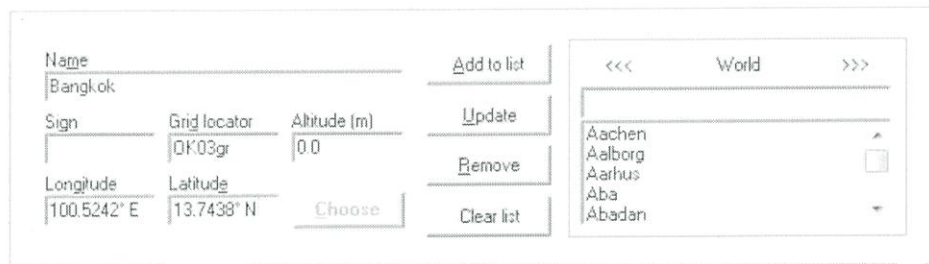 Name
Bangkok
Sign Grid locator Altitude (m)
OK03gr 0.0
Longitude Latitude
100.5242° E 13.7438° N Choose
Add to list
Update
Remove
Clear list
<<< World >>>
Aachen
Aalborg
Aarhus
Aba
Abadan